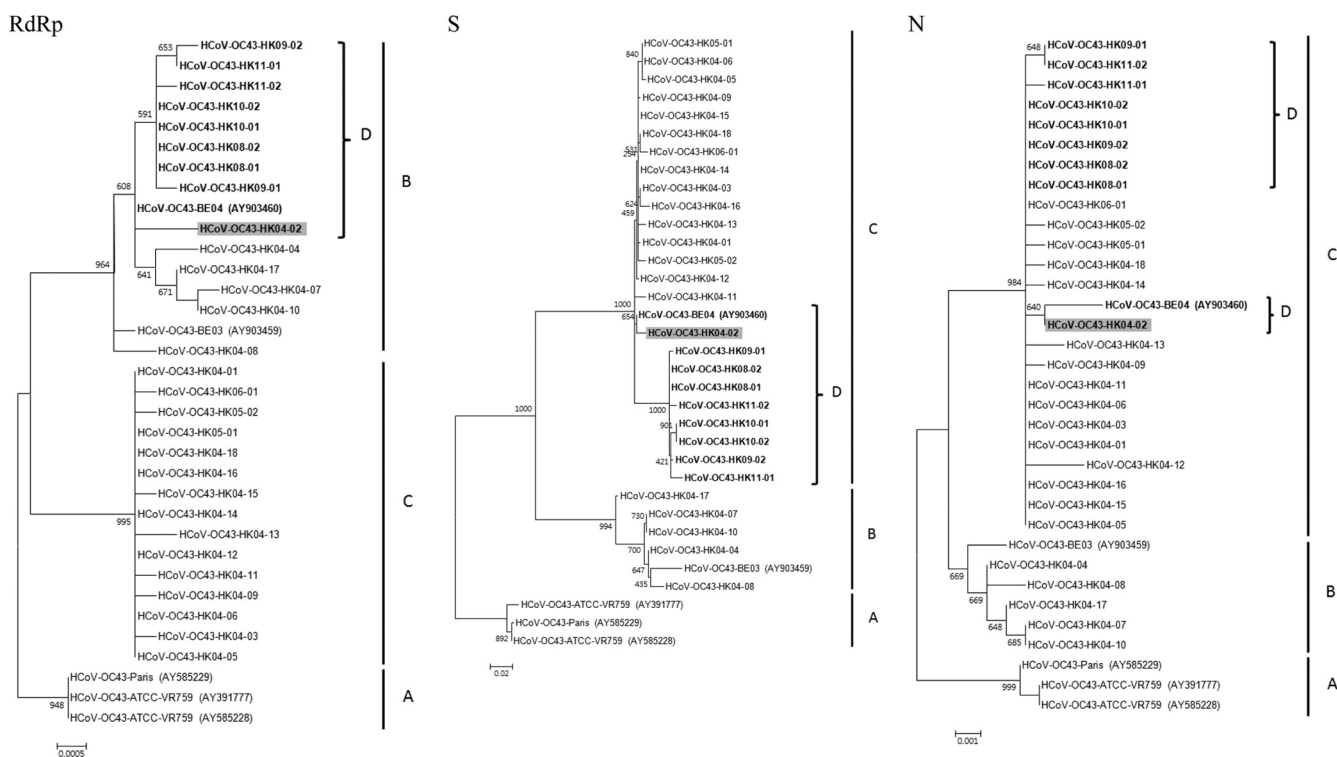 RdRp
HCoV-OC43-HK09-02
HCoV-OC43-HK11-01
HCoV-OC43-HK11-02
HCoV-OC43-HK10-02
HCoV-OC43-HK10-01
HCoV-OC43-HK08-02
HCoV-OC43-HK08-01
HCoV-OC43-HK09-01
HCoV-OC43-BE04 (AY903460)
HCoV-OC43-HK04-02
HCoV-OC43-HK04-04
HCoV-OC43-HK04-17
HCoV-OC43-HK04-07
HCoV-OC43-HK04-10
HCoV-OC43-BE03 (AY903459)
HCoV-OC43-HK04-08
HCoV-OC43-HK04-01
HCoV-OC43-HK06-01
HCoV-OC43-HK05-02
HCoV-OC43-HK05-01
HCoV-OC43-HK04-18
HCoV-OC43-HK04-16
HCoV-OC43-HK04-15
HCoV-OC43-HK04-14
HCoV-OC43-HK04-13
HCoV-OC43-HK04-12
HCoV-OC43-HK04-11
HCoV-OC43-HK04-09
HCoV-OC43-HK04-06
HCoV-OC43-HK04-03
HCoV-OC43-HK04-05
HCoV-OC43-Paris (AY585229)
HCoV-OC43-ATCC-VR759 (AY391777)
HCoV-OC43-ATCC-VR759 (AY585228)
653
591
608
964
641
671
995
948
D
B
C
A
0.0005
S
HCoV-OC43-HK05-01
HCoV-OC43-HK04-06
HCoV-OC43-HK04-05
HCoV-OC43-HK04-09
HCoV-OC43-HK04-15
HCoV-OC43-HK04-18
HCoV-OC43-HK06-01
HCoV-OC43-HK04-14
HCoV-OC43-HK04-03
HCoV-OC43-HK04-16
HCoV-OC43-HK04-13
HCoV-OC43-HK04-01
HCoV-OC43-HK05-02
HCoV-OC43-HK04-12
HCoV-OC43-HK04-11
HCoV-OC43-BE04 (AY903460)
HCoV-OC43-HK04-02
HCoV-OC43-HK09-01
HCoV-OC43-HK08-02
HCoV-OC43-HK08-01
HCoV-OC43-HK11-02
HCoV-OC43-HK10-01
HCoV-OC43-HK10-02
HCoV-OC43-HK09-02
HCoV-OC43-HK11-01
HCoV-OC43-HK04-17
HCoV-OC43-HK04-07
HCoV-OC43-HK04-10
HCoV-OC43-HK04-04
HCoV-OC43-BE03 (AY903459)
HCoV-OC43-HK04-08
HCoV-OC43-ATCC-VR759 (AY391777)
HCoV-OC43-Paris (AY585229)
HCoV-OC43-ATCC-VR759 (AY585228)
840
624
459
1000
654
1000
1000
901
421
994
730
700
647
435
892
C
D
B
A
0.02
N
HCoV-OC43-HK09-01
HCoV-OC43-HK11-02
HCoV-OC43-HK11-01
HCoV-OC43-HK10-02
HCoV-OC43-HK10-01
HCoV-OC43-HK09-02
HCoV-OC43-HK08-02
HCoV-OC43-HK08-01
HCoV-OC43-HK06-01
HCoV-OC43-HK05-02
HCoV-OC43-HK05-01
HCoV-OC43-HK04-18
HCoV-OC43-HK04-14
HCoV-OC43-BE04 (AY903460)
HCoV-OC43-HK04-02
HCoV-OC43-HK04-13
HCoV-OC43-HK04-09
HCoV-OC43-HK04-11
HCoV-OC43-HK04-06
HCoV-OC43-HK04-03
HCoV-OC43-HK04-01
HCoV-OC43-HK04-12
HCoV-OC43-HK04-16
HCoV-OC43-HK04-15
HCoV-OC43-HK04-05
HCoV-OC43-BE03 (AY903459)
HCoV-OC43-HK04-04
HCoV-OC43-HK04-08
HCoV-OC43-HK04-17
HCoV-OC43-HK04-07
HCoV-OC43-HK04-10
HCoV-OC43-Paris (AY585229)
HCoV-OC43-ATCC-VR759 (AY391777)
HCoV-OC43-ATCC-VR759 (AY585228)
648
984
640
669
669
648
685
999
D
C
D
B
A
0.001